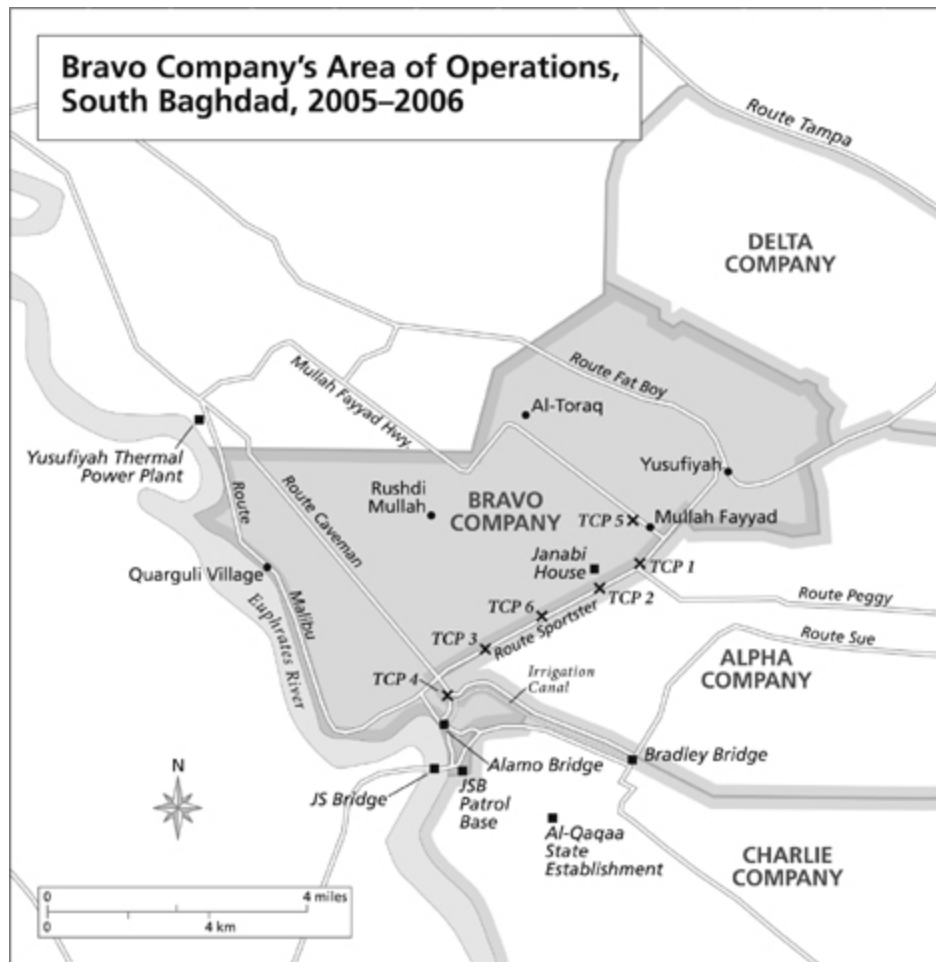 Bravo Company's Area of Operations,
South Baghdad, 2005–2006
Route Tampa
DELTA
COMPANY
Route Fat Boy
Mullah Fayyad Hwy.
Al-Toraq
Yusufiyah Thermal
Power Plant
Yusufiyah
Route Caveman
Rushdi
Mullah
BRAVO
COMPANY
TCP 5
Mullah Fayyad
Route
Malibu
Janabi
House
TCP 1
Quarguli Village
TCP 2
Route Peggy
TCP 6
Route Sportster
Euphrates River
TCP 3
Route Sue
ALPHA
COMPANY
TCP 4
Irrigation
Canal
Alamo Bridge
Bradley Bridge
N
JS Bridge
JSB
Patrol
Base
Al-Qaqaa
State
Establishment
CHARLIE
COMPANY
0
4 miles
0
4 km